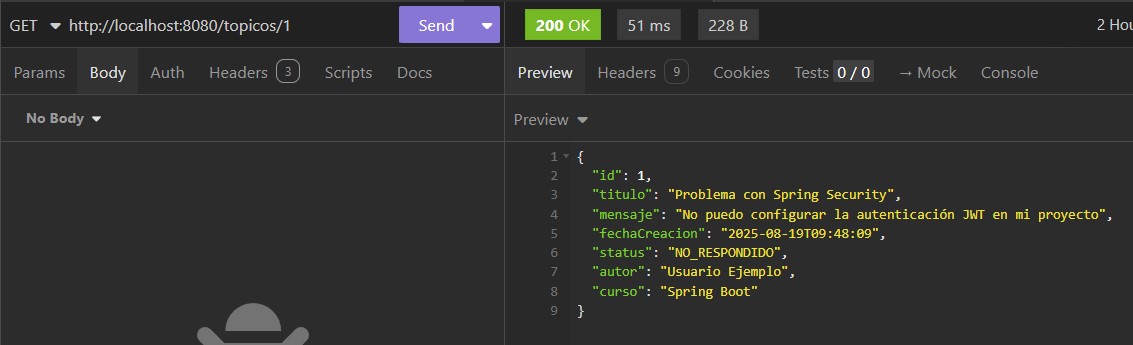 GET http://localhost:8080/topicos/1 Send 200 OK 51 ms 228 B 2 Hou
Params Body Auth Headers 3 Scripts Docs Preview Headers 9 Cookies Tests 0 / 0 → Mock Console
No Body Preview
1 {
2 "id": 1,
3 "titulo": "Problema con Spring Security",
4 "mensaje": "No puedo configurar la autenticación JWT en mi proyecto",
5 "fechaCreacion": "2025-08-19T09:48:09",
6 "status": "NO_RESPONDIDO",
7 "autor": "Usuario Ejemplo",
8 "curso": "Spring Boot"
9 }